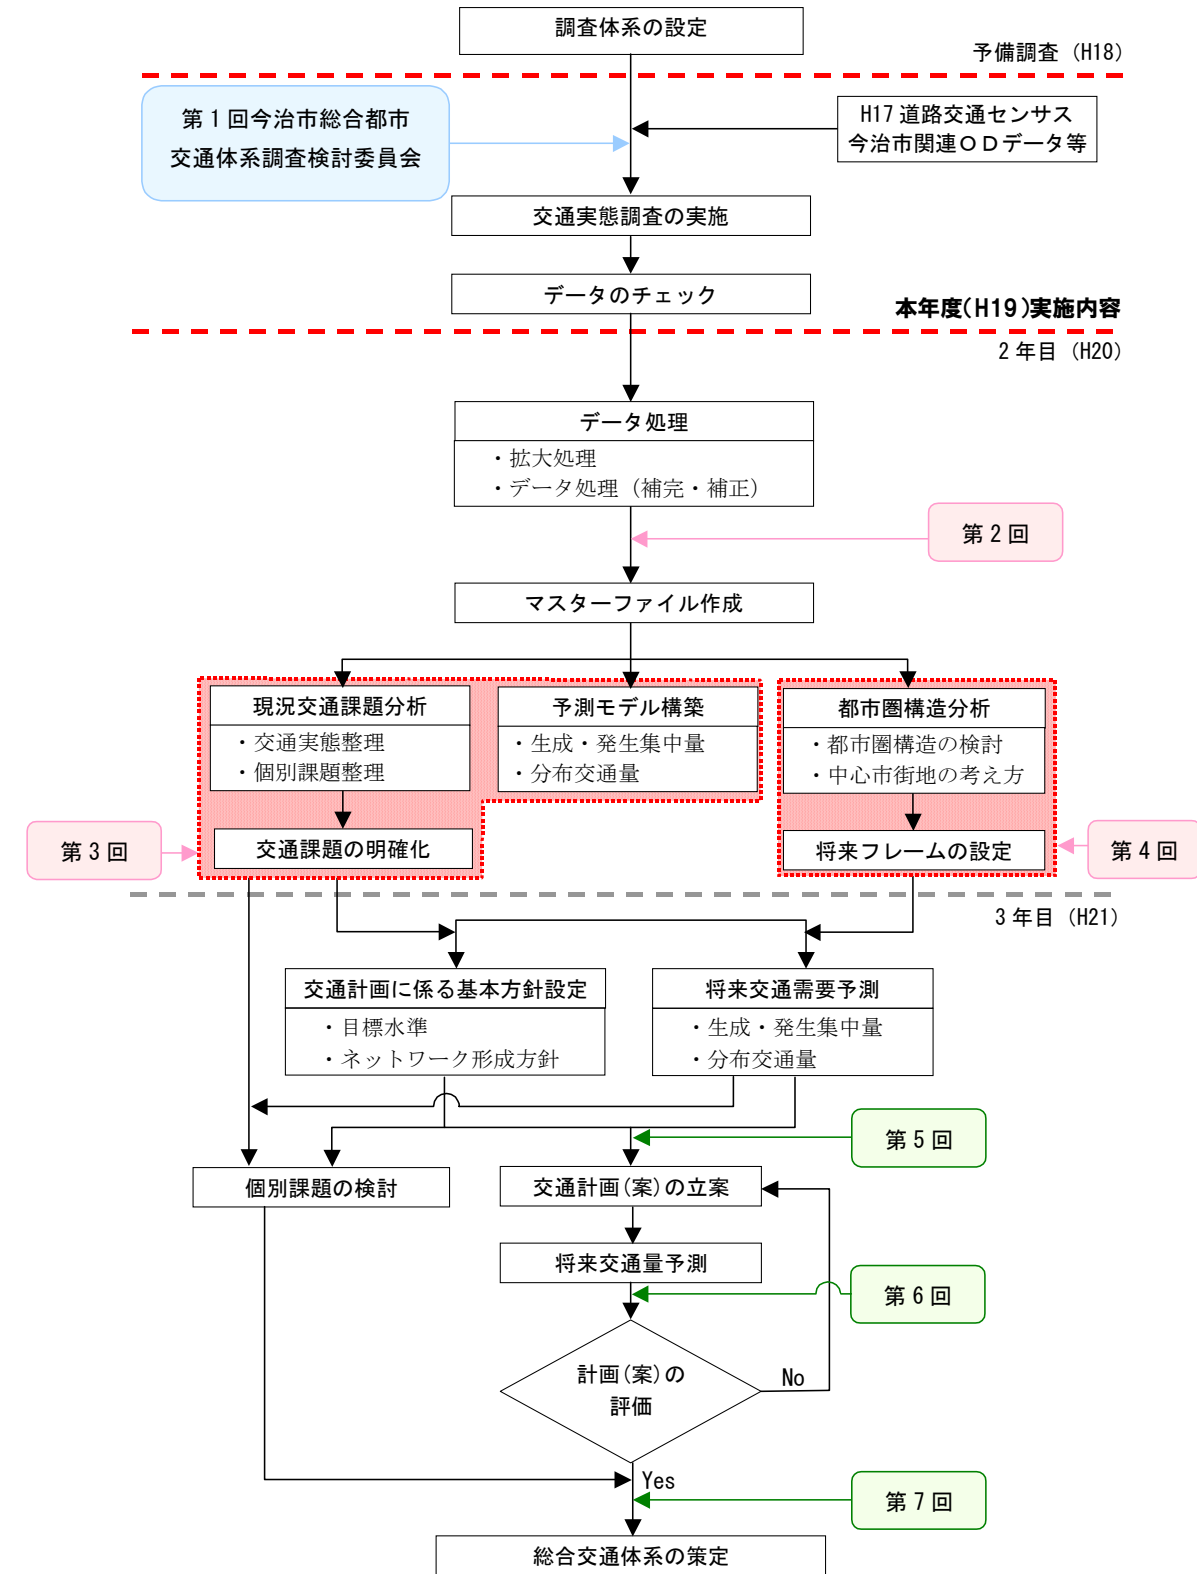 調査体系の設定
予備調査（H18）
第１回今治市総合都市
交通体系調査検討委員会
H17 道路交通センサス
今治市関連ＯＤデータ等
交通実態調査の実施
データのチェック
本年度(H19)実施内容
２年目（H20）
データ処理
・拡大処理
・データ処理（補完・補正）
第２回
マスターファイル作成
現況交通課題分析
・交通実態整理
・個別課題整理
予測モデル構築
・生成・発生集中量
・分布交通量
都市圏構造分析
・都市圏構造の検討
・中心市街地の考え方
第３回
交通課題の明確化
将来フレームの設定
第４回
３年目（H21）
交通計画に係る基本方針設定
・目標水準
・ネットワーク形成方針
将来交通需要予測
・生成・発生集中量
・分布交通量
第５回
個別課題の検討
交通計画(案)の立案
将来交通量予測
第６回
計画(案)の
評価
No
Yes
第７回
総合交通体系の策定